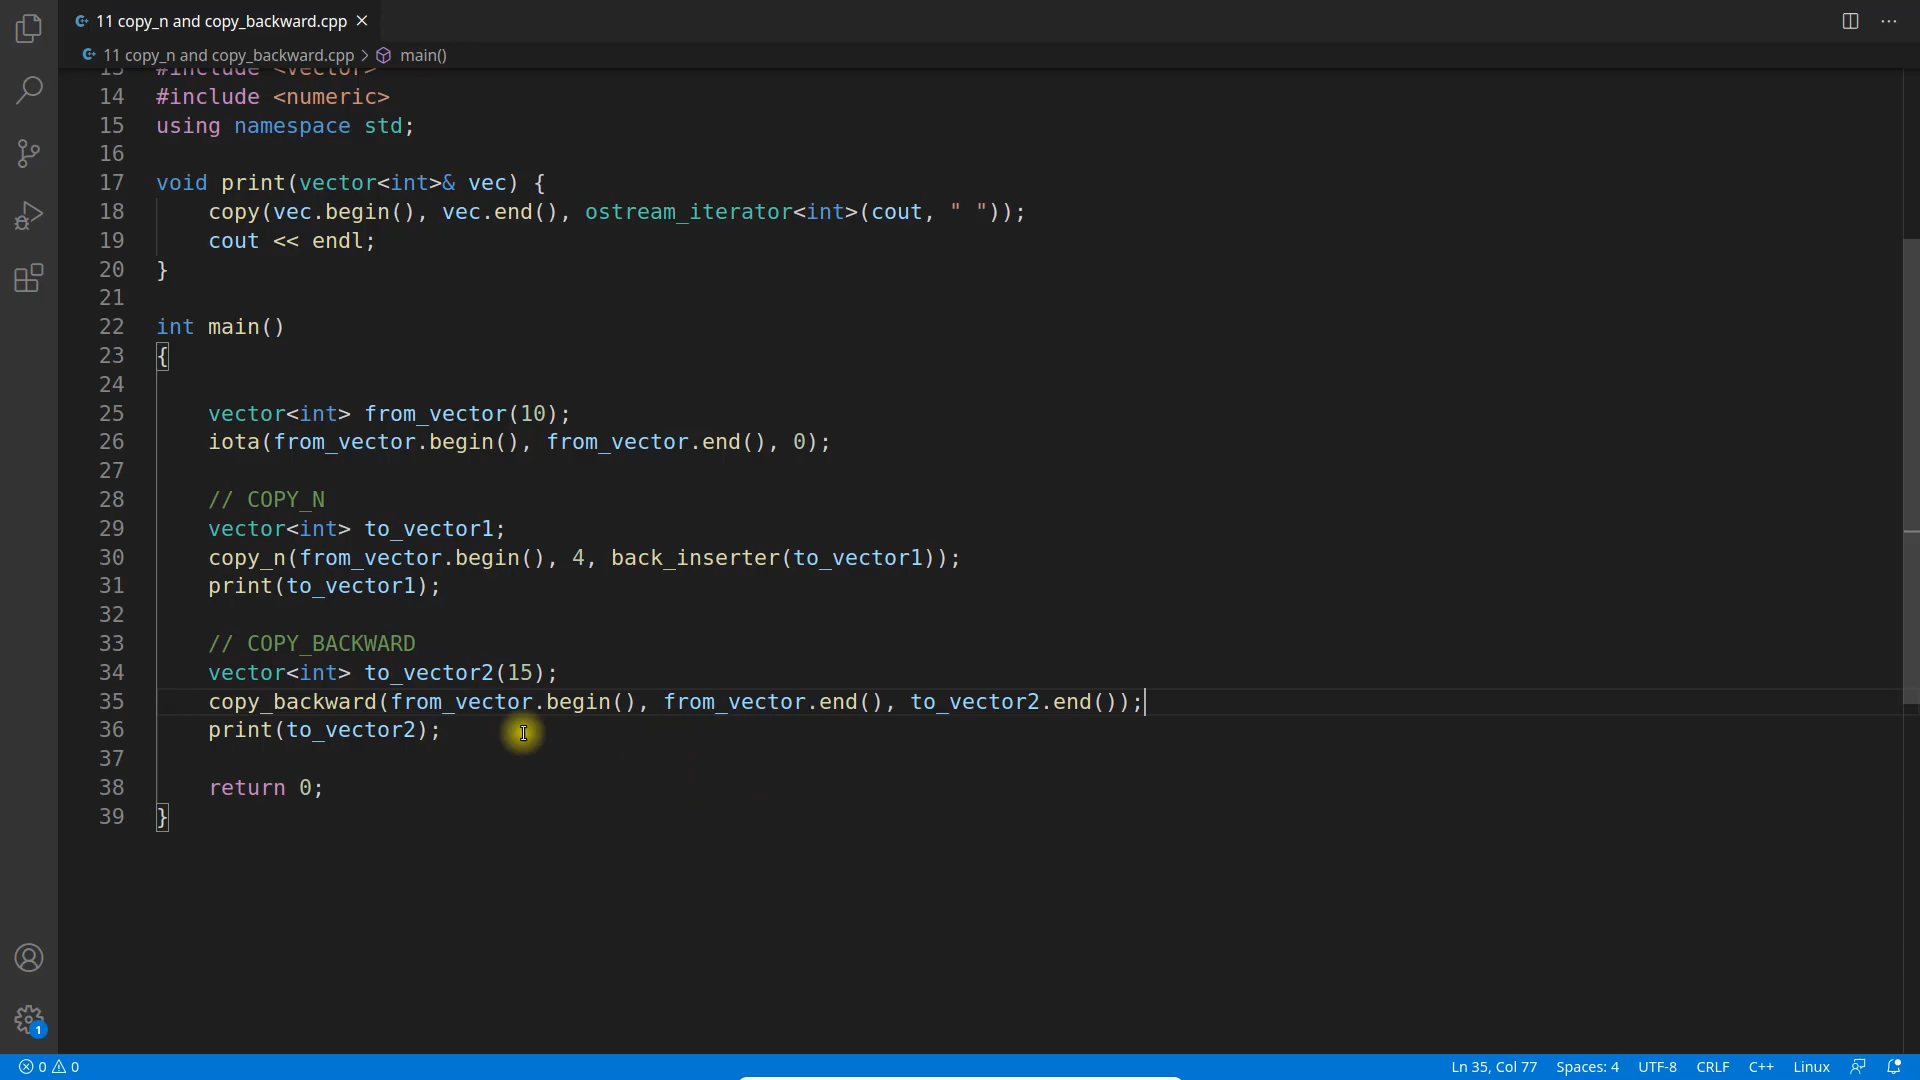 11 copy_n and copy_backward.cpp
11 copy_n and copy_backward.cpp > main()
13 #include <vector>
14 #include <numeric>
15 using namespace std;
16
17 void print(vector<int>& vec) {
18 copy(vec.begin(), vec.end(), ostream_iterator<int>(cout, " "));
19 cout << endl;
20 }
21
22 int main()
23 {
24
25 vector<int> from_vector(10);
26 iota(from_vector.begin(), from_vector.end(), 0);
27
28 // COPY_N
29 vector<int> to_vector1;
30 copy_n(from_vector.begin(), 4, back_inserter(to_vector1));
31 print(to_vector1);
32
33 // COPY_BACKWARD
34 vector<int> to_vector2(15);
35 copy_backward(from_vector.begin(), from_vector.end(), to_vector2.end());
36 print(to_vector2);
37
38 return 0;
39 }
1
0 0 Ln 35, Col 77 Spaces: 4 UTF-8 CRLF C++ Linux